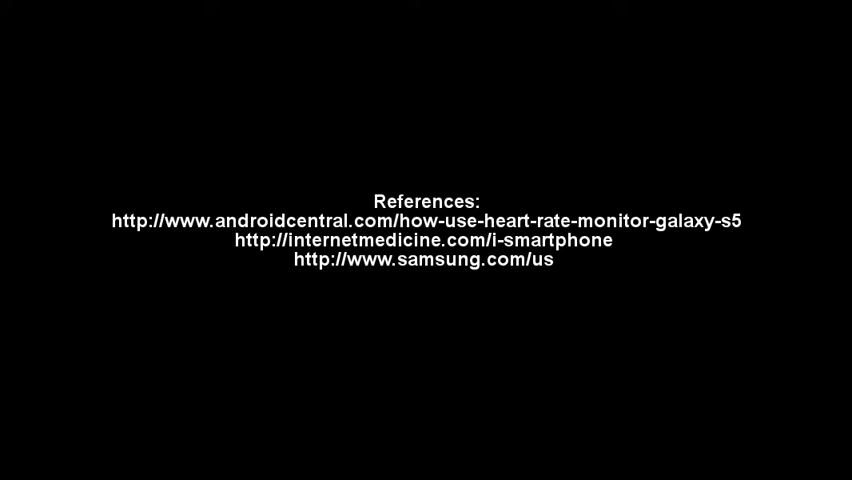 References:
http://www.androidcentral.com/how-use-heart-rate-monitor-galaxy-s5
http://internetmedicine.com/i-smartphone
http://www.samsung.com/us